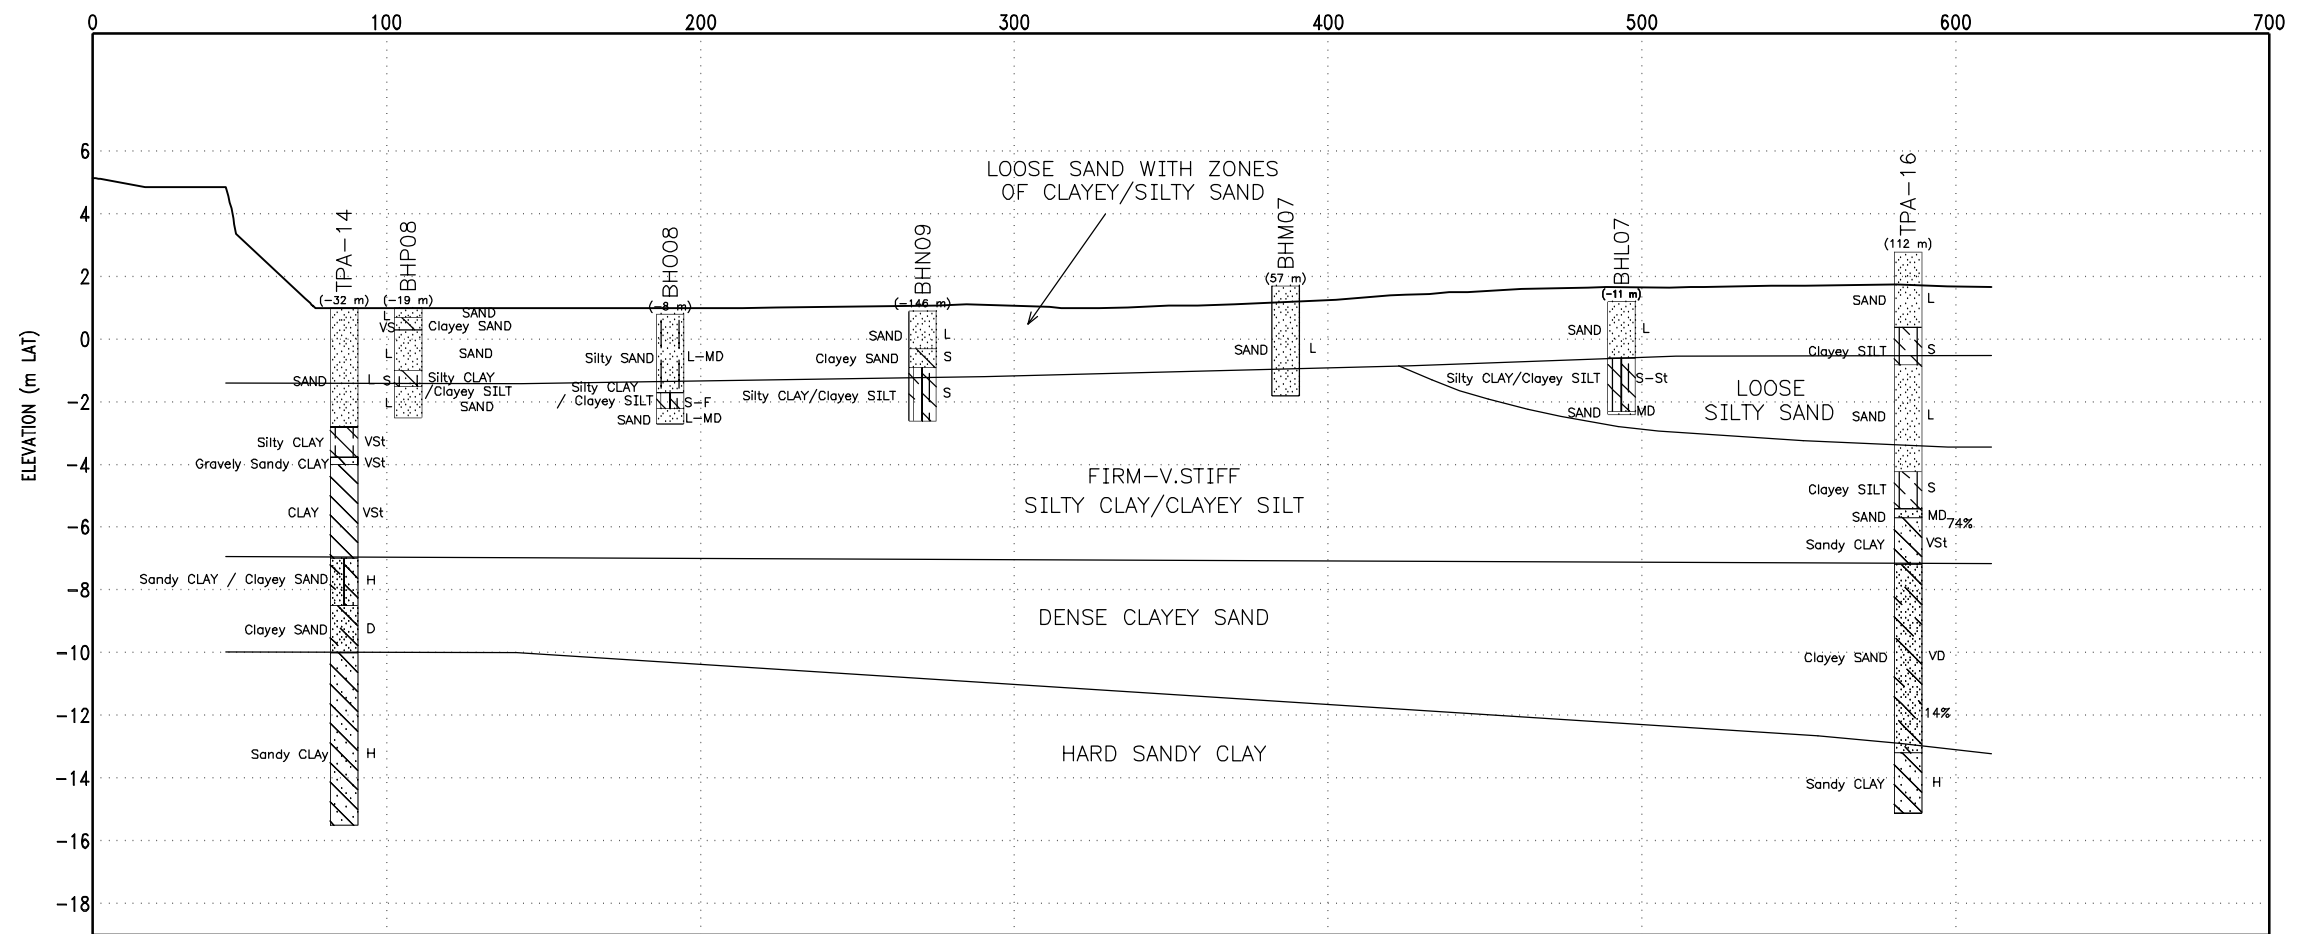 0 100 200 300 400 500 600 700
ELEVATION (m LAT)
6
4
2
0
-2
-4
-6
-8
-10
-12
-14
-16
-18
TPA-14
(-32 m)
SAND L
Silty CLAY VSt
Gravely Sandy CLAY VSt
CLAY VSt
Sandy CLAY / Clayey SAND H
Clayey SAND D
Sandy CLAy H
BHP08
(-19 m)
L SAND
VS Clayey SAND
L SAND
S Silty CLAY
/Clayey SILT
L SAND
BHO08
(-8 m)
Silty SAND L-MD
Silty CLAY
/ Clayey SILT S-F
SAND L-MD
BHN09
(-146 m)
SAND L
Clayey SAND S
Silty CLAY/Clayey SILT S
LOOSE SAND WITH ZONES
OF CLAYEY/SILTY SAND
BHM07
(57 m)
SAND L
BHL07
(-11 m)
SAND L
Silty CLAY/Clayey SILT S-St
SAND MD
LOOSE
SILTY SAND
TPA-16
(112 m)
SAND L
Clayey SILT S
SAND L
Clayey SILT S
SAND MD 74%
Sandy CLAY VSt
Clayey SAND VD
14%
Sandy CLAY H
FIRM-V.STIFF
SILTY CLAY/CLAYEY SILT
DENSE CLAYEY SAND
HARD SANDY CLAY